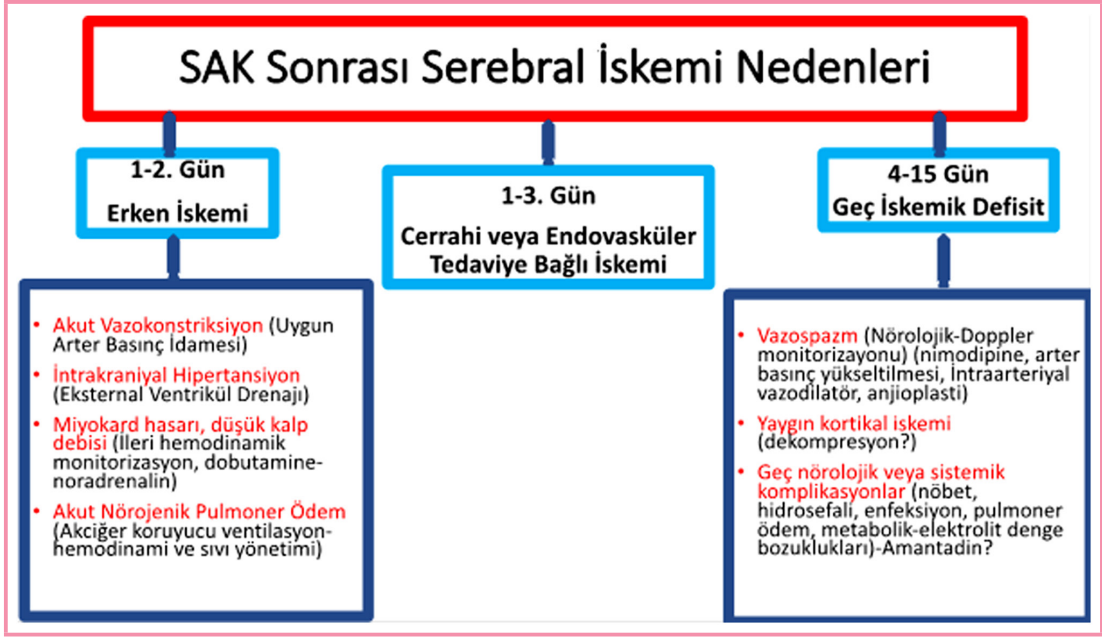 SAK Sonrası Serebral İskemi Nedenleri
1-2. Gün
Erken İskemi
1-3. Gün
Cerrahi veya Endovasküler
Tedaviye Bağlı İskemi
4-15 Gün
Geç İskemik Defisit
• Akut Vazokonstriksiyon (Uygun
Arter Basınç İdamesi)
• İntrakraniyal Hipertansiyon
(Eksternal Ventrikül Drenajı)
• Miyokard hasarı, düşük kalp
debisi (İleri hemodinamik
monitorizasyon, dobutamine-
noradrenalin)
• Akut Nörojenik Pulmoner Ödem
(Akciğer koruyucu ventilasyon-
hemodinami ve sıvı yönetimi)
• Vazospazm (Nörolojik-Doppler
monitorizayonu) (nimodipine, arter
basınç yükseltilmesi, İntraarteriyal
vazodilatör, anjioplasti)
• Yaygın kortikal iskemi
(dekompresyon?)
• Geç nörolojik veya sistemik
komplikasyonlar (nöbet,
hidrosefali, enfeksiyon, pulmoner
ödem, metabolik-elektrolit denge
bozuklukları)-Amantadin?